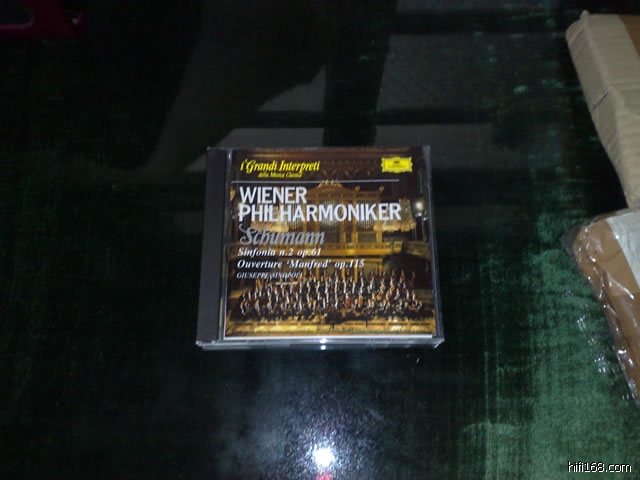 i Grandi Interpreti
della Musica Classica
WIENER
PHILHARMONIKER
Schumann
Sinfonia n.2 op.61
Ouverture 'Manfred' op.115
GIUSEPPE SINOPOLI
hifi168.com